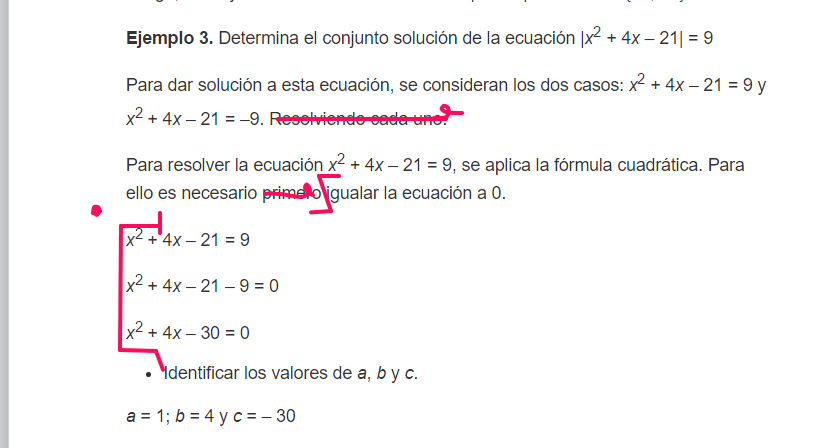 Ejemplo 3. Determina el conjunto solución de la ecuación |x² + 4x – 21| = 9
Para dar solución a esta ecuación, se consideran los dos casos: x² + 4x – 21 = 9 y
x² + 4x – 21 = –9. Resolviendo cada uno:
Para resolver la ecuación x² + 4x – 21 = 9, se aplica la fórmula cuadrática. Para
ello es necesario primero igualar la ecuación a 0.
x² + 4x – 21 = 9
x² + 4x – 21 – 9 = 0
x² + 4x – 30 = 0
• Identificar los valores de a, b y c.
a = 1; b = 4 y c = – 30